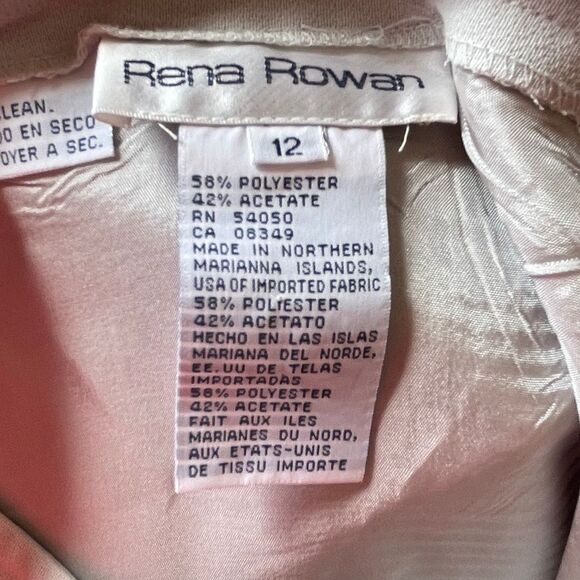 Rena Rowan
CLEAN.
EN SECO
A SEC.
12
58% POLYESTER
42% ACETATE
RN 54050
CA 08349
MADE IN NORTHERN
MARIANNA ISLANDS,
USA OF IMPORTED FABRIC
58% POLIESTER
42% ACETATO
HECHO EN LAS ISLAS
MARIANA DEL NORDE,
EE.UU DE TELAS
IMPORTADAS
58% POLYESTER
42% ACETATE
FAIT AUX ILES
MARIANES DU NORD,
AUX ETATS-UNIS
DE TISSU IMPORTE